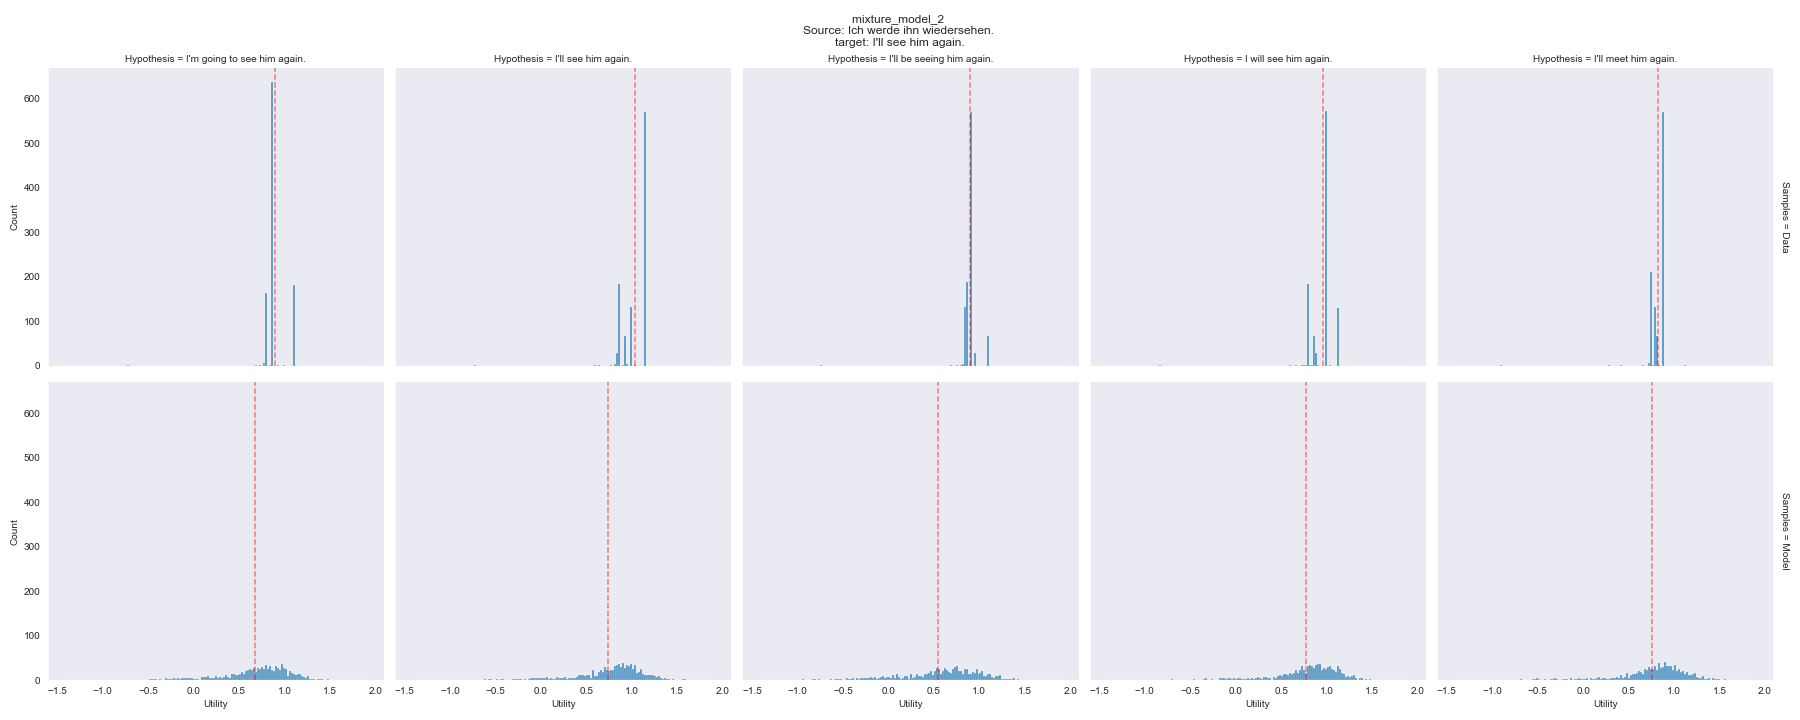 mixture_model_2
Source: Ich werde ihn wiedersehen.
target: I'll see him again.
Hypothesis = I'm going to see him again.
Hypothesis = I'll see him again.
Hypothesis = I'll be seeing him again.
Hypothesis = I will see him again.
Hypothesis = I'll meet him again.
600
500
400
300
200
100
0
Count
Samples = Data
600
500
400
300
200
100
0
Count
Samples = Model
−1.5 −1.0 −0.5 0.0 0.5 1.0 1.5 2.0
−1.5 −1.0 −0.5 0.0 0.5 1.0 1.5 2.0
−1.5 −1.0 −0.5 0.0 0.5 1.0 1.5 2.0
−1.5 −1.0 −0.5 0.0 0.5 1.0 1.5 2.0
−1.5 −1.0 −0.5 0.0 0.5 1.0 1.5 2.0
Utility
Utility
Utility
Utility
Utility